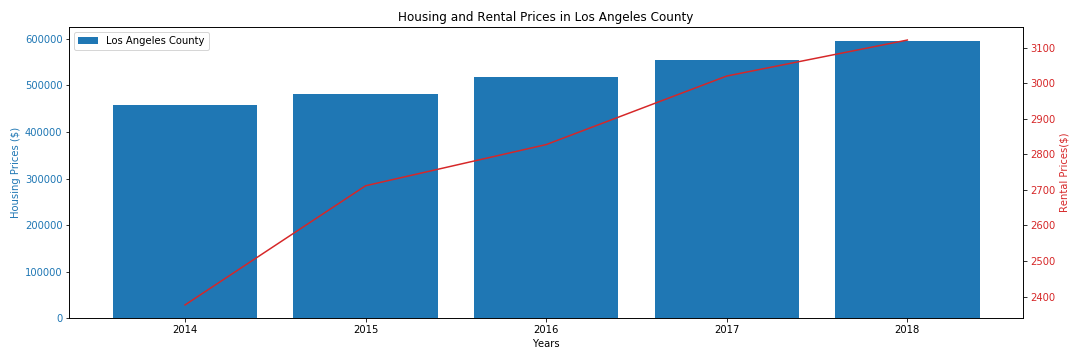 Housing and Rental Prices in Los Angeles County
Los Angeles County
Housing Prices ($)
600000
500000
400000
300000
200000
100000
0
3100
3000
2900
2800
2700
2600
2500
2400
Rental Prices($)
2014 2015 2016 2017 2018
Years